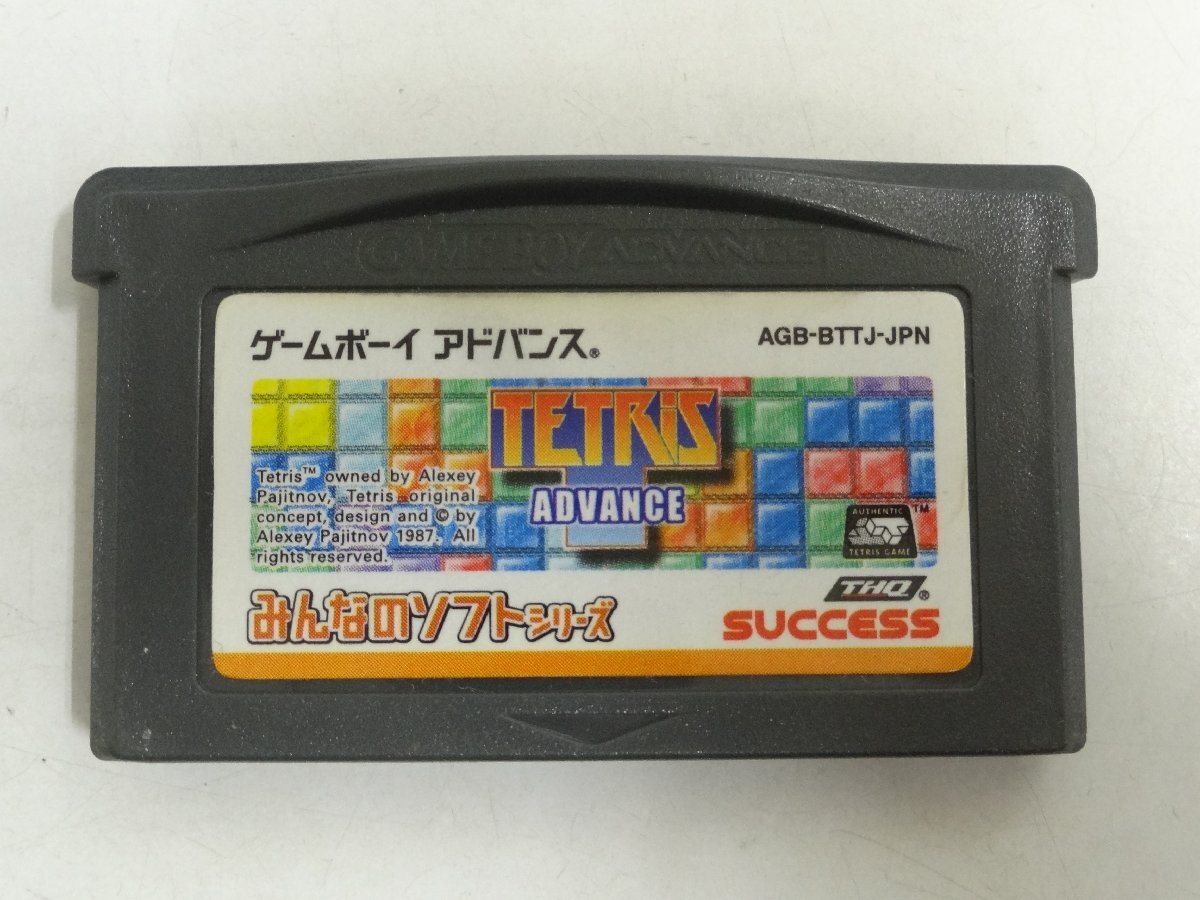 GAME BOY ADVANCE
ゲームボーイ アドバンス®
AGB-BTTJ-JPN
TETRiS
ADVANCE
Tetris™ owned by Alexey
Pajitnov, Tetris original
concept, design and © by
Alexey Pajitnov 1987. All
rights reserved.
AUTHENTIC
TETRIS GAME
™
THQ®
みんなのソフトシリーズ
SUCCESS